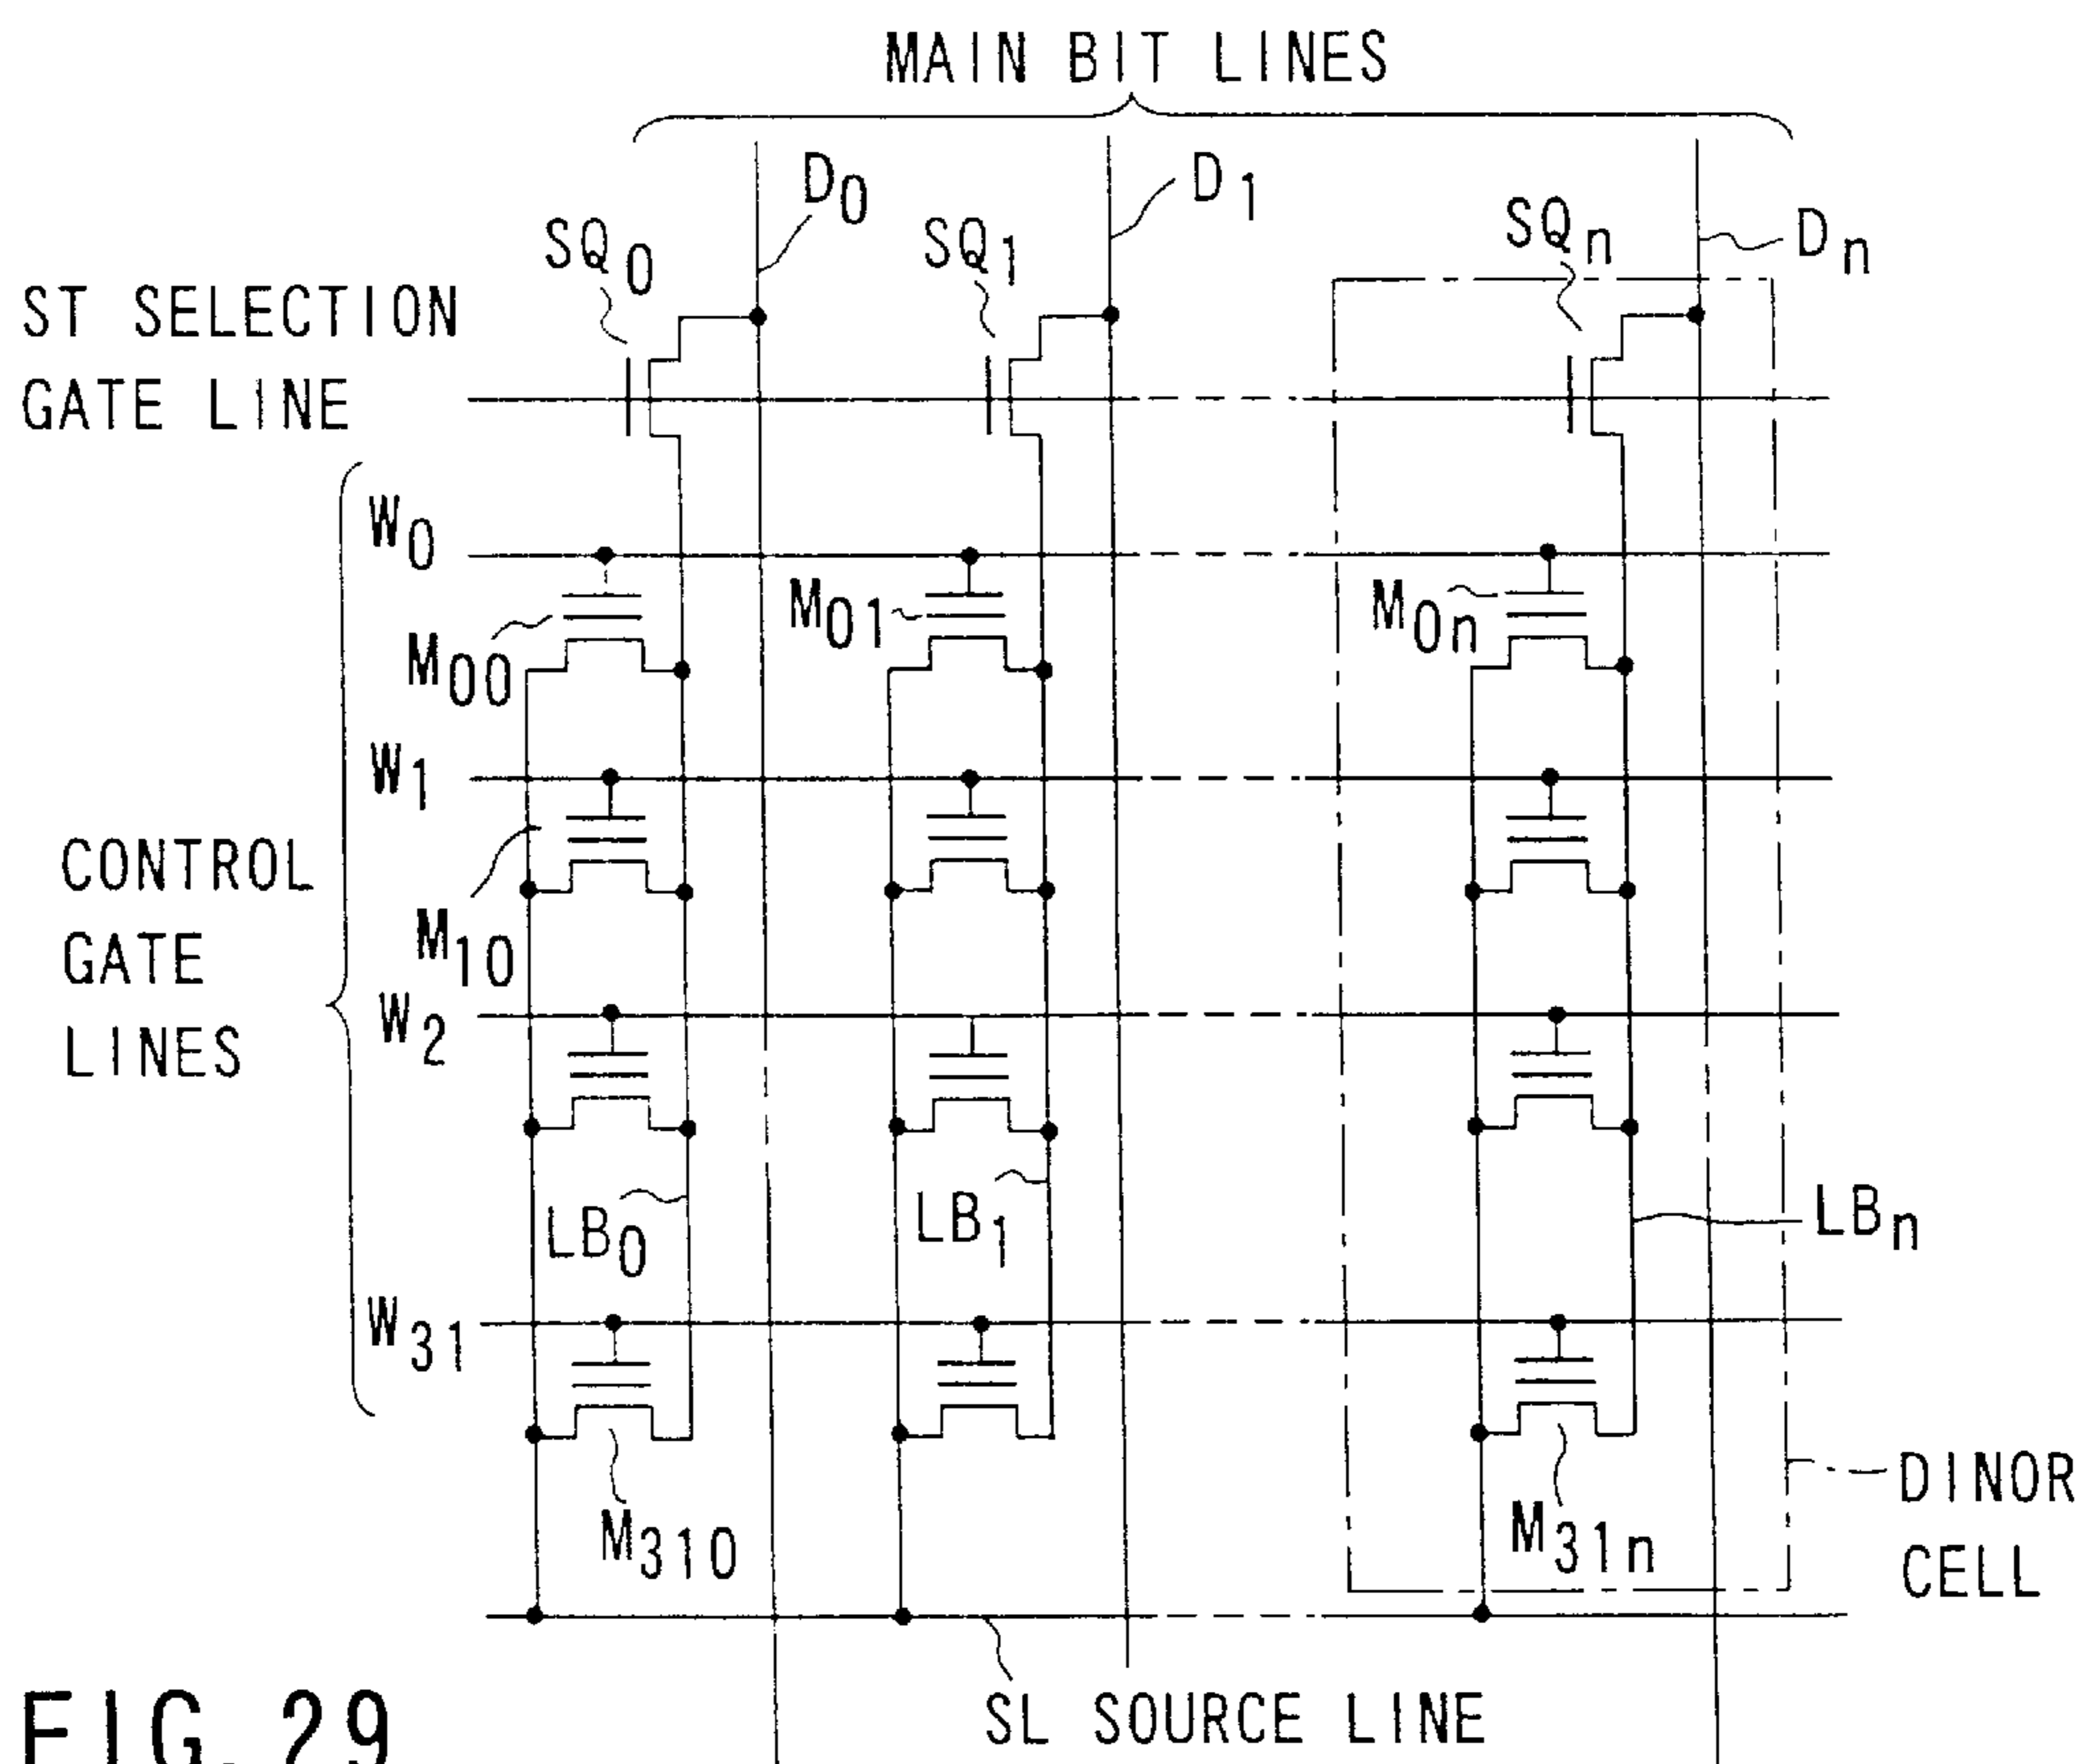 MAIN BIT LINES
D0
D1
Dn
SQ0
SQ1
SQn
ST SELECTION
GATE LINE
W0
M00
M01
M0n
W1
M10
CONTROL
GATE
LINES
W2
LB0
LB1
LBn
W31
M310
M31n
DINOR
CELL
SL SOURCE LINE
FIG. 29